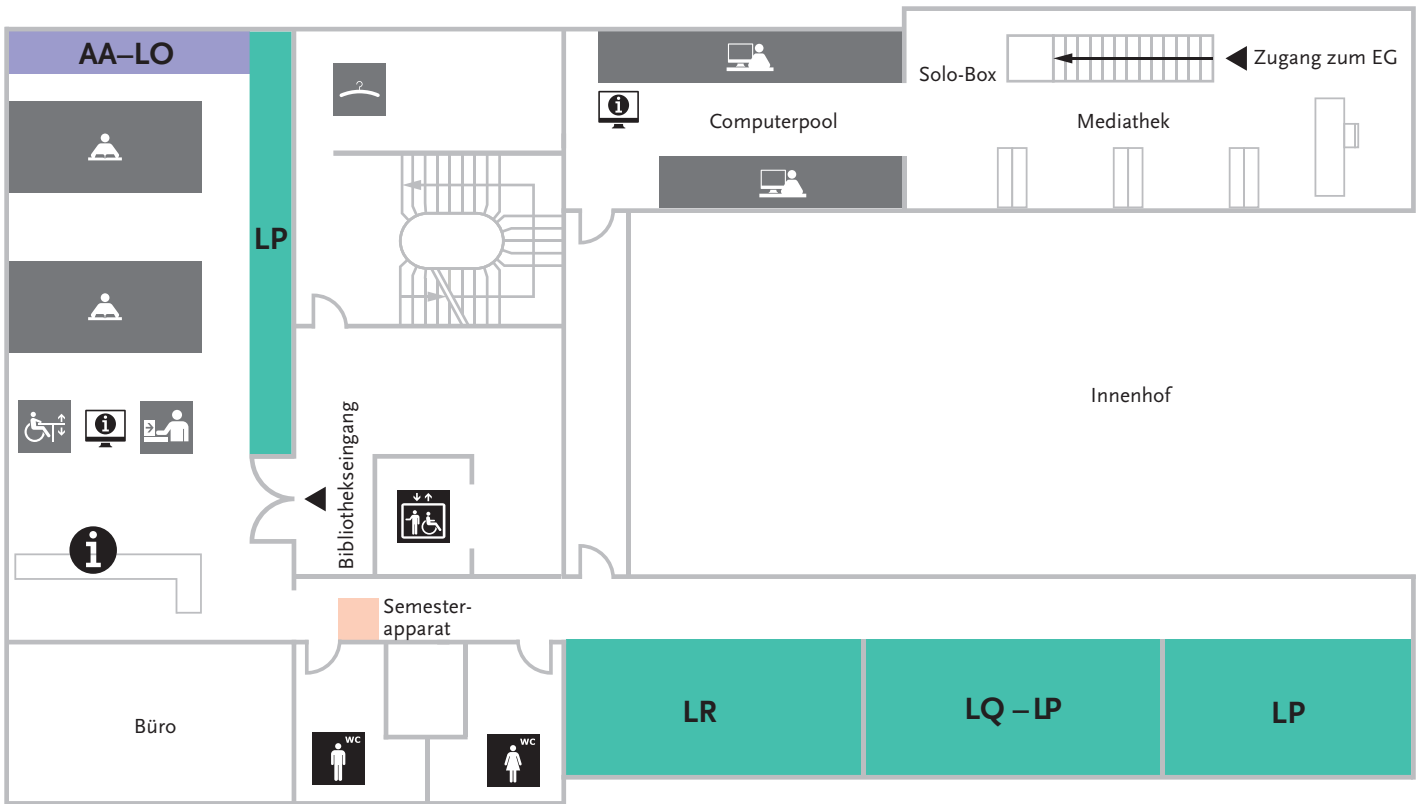 AA–LO
LP
Solo-Box
Zugang zum EG
Computerpool
Mediathek
i
Innenhof
i
Bibliothekseingang
i
Semester-
apparat
LR
LQ – LP
LP
Büro
WC
WC